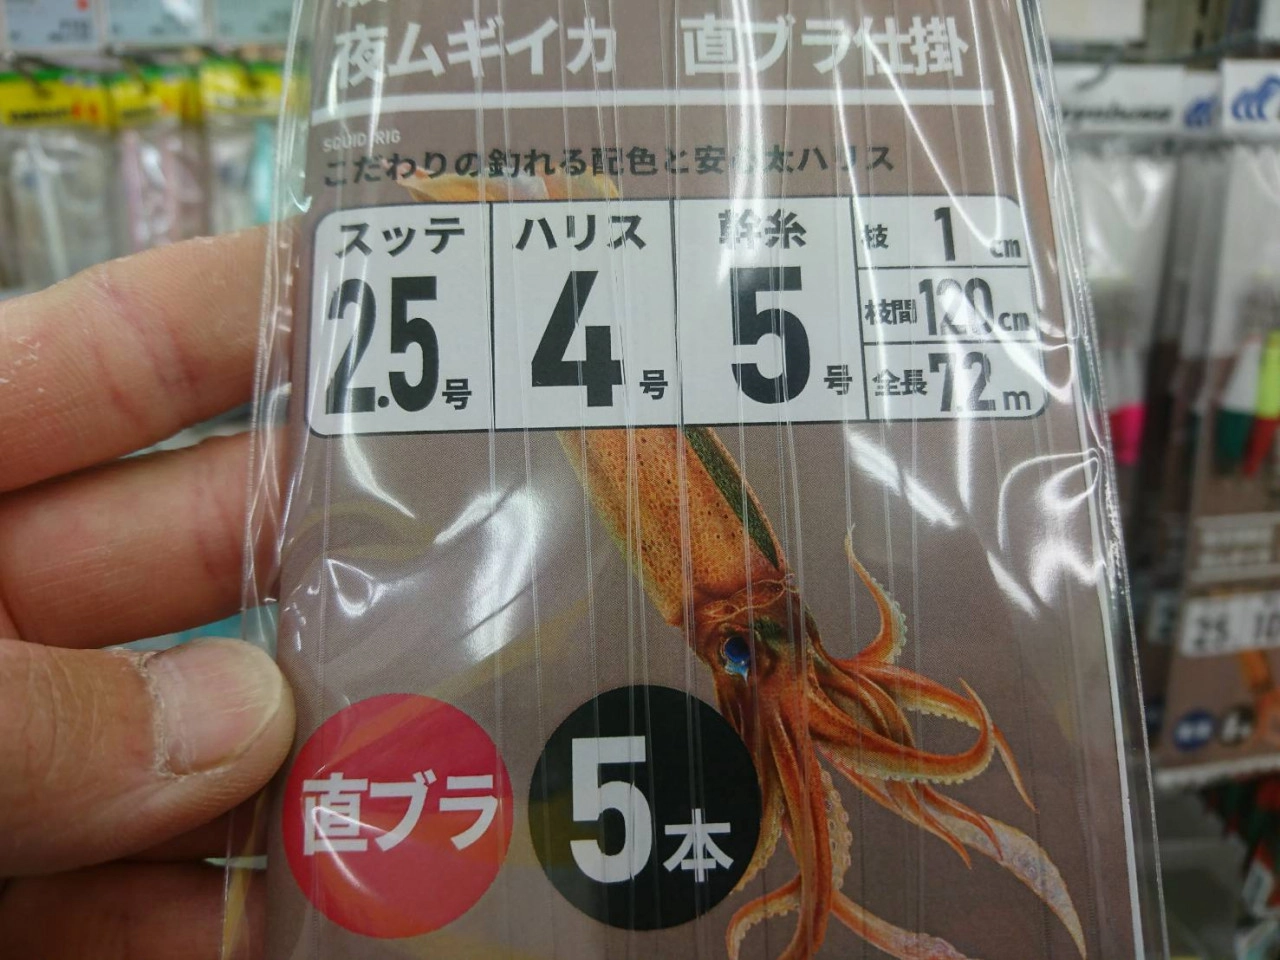 夜ムギイカ 直ブラ仕掛
SQUID RIG
こだわりの釣れる配色と安心太ハリス
スッテ 2.5号
ハリス 4号
幹糸 5号
枝 1cm
枝間 120cm
全長 7.2m
直ブラ
5本